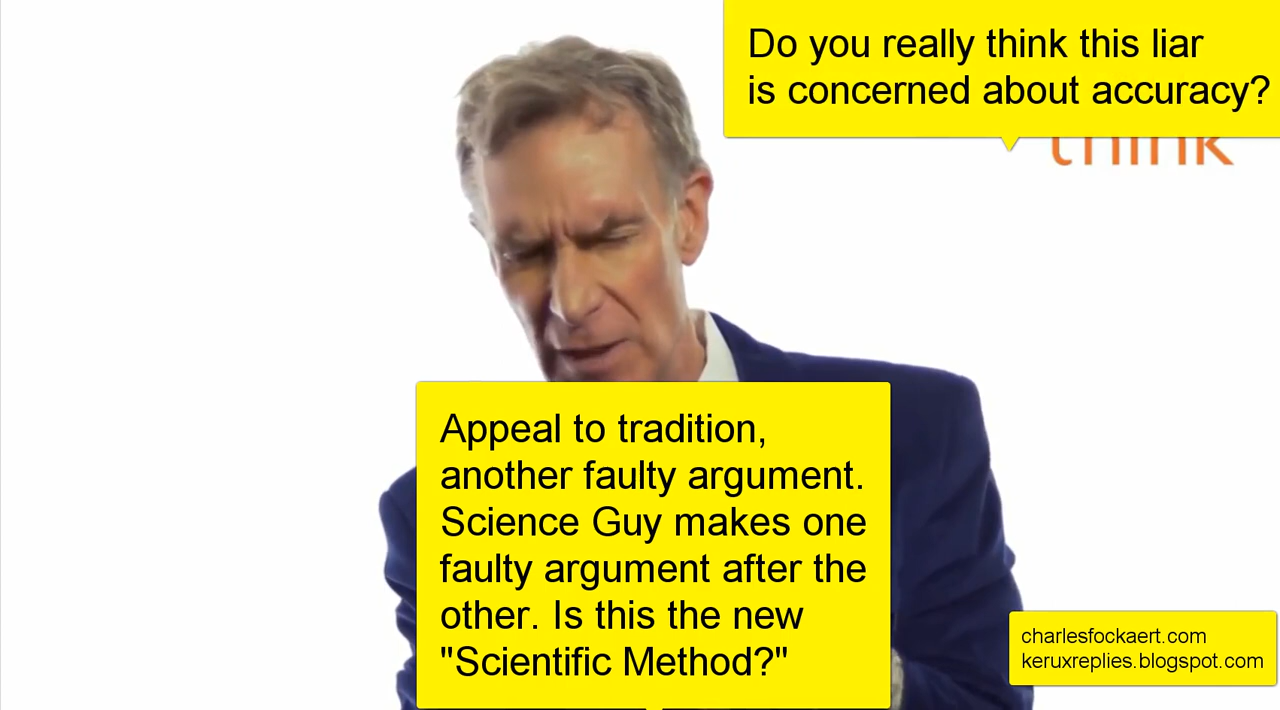 Do you really think this liar
is concerned about accuracy?
think
Appeal to tradition,
another faulty argument.
Science Guy makes one
faulty argument after the
other. Is this the new
"Scientific Method?"
charlesfockaert.com
keruxreplies.blogspot.com